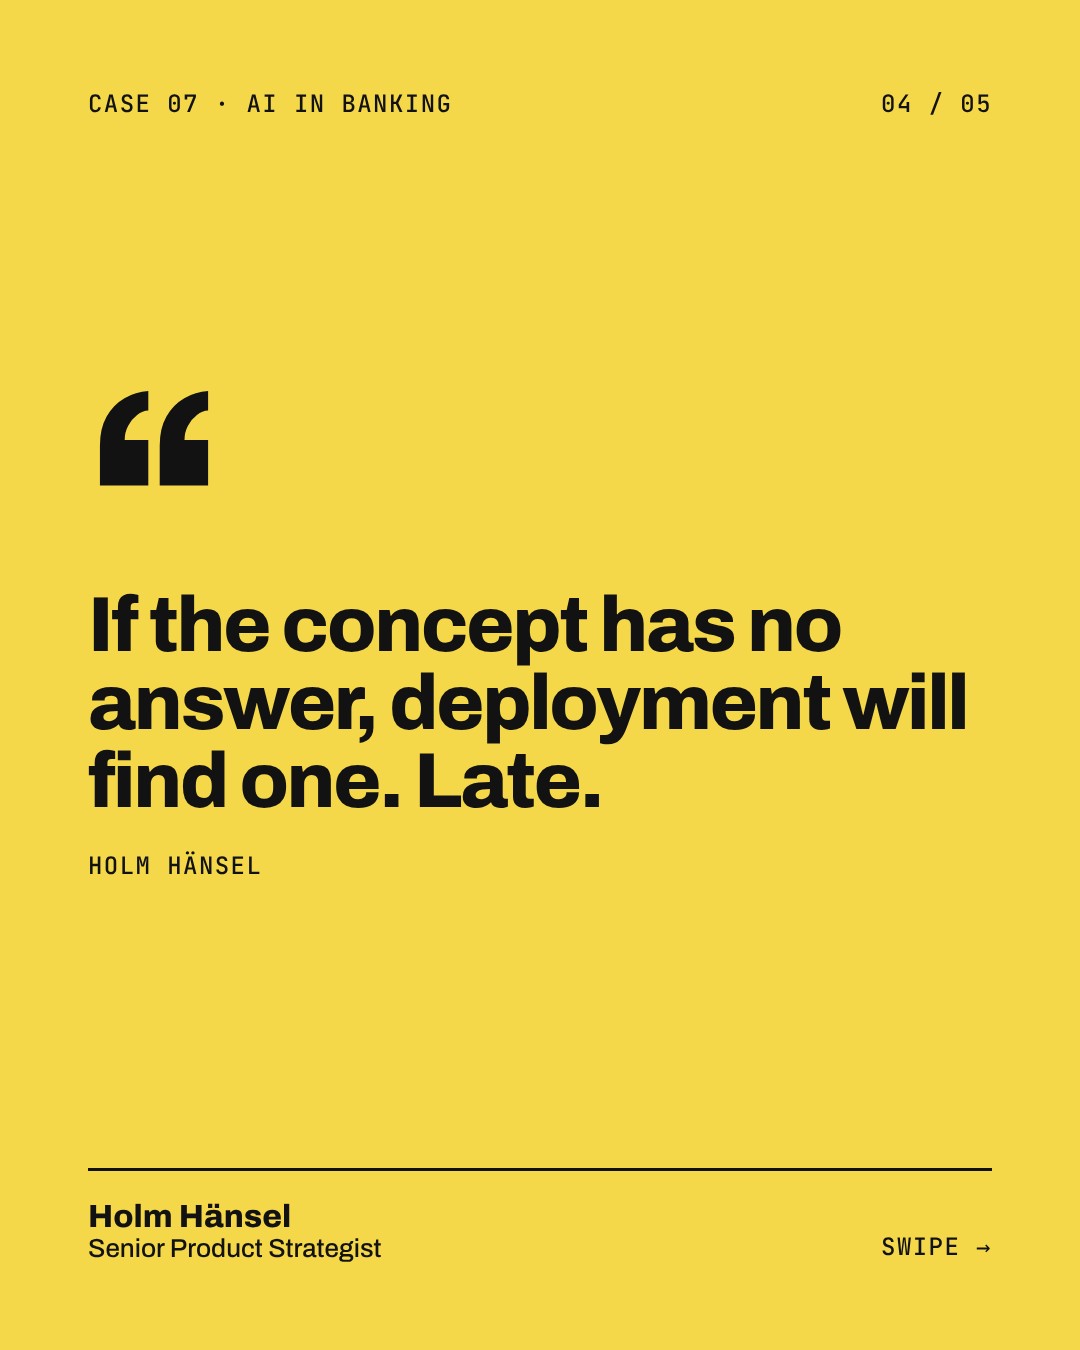 CASE 07 · AI IN BANKING
04 / 05
“
If the concept has no
answer, deployment will
find one. Late.
HOLM HÄNSEL
Holm Hänsel
Senior Product Strategist
SWIPE →